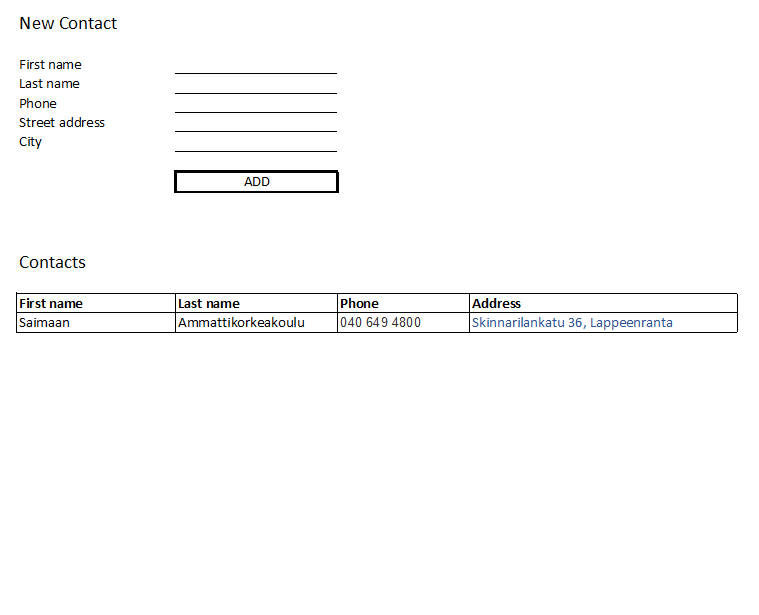 New Contact
First name
Last name
Phone
Street address
City
ADD
Contacts
First name Last name Phone Address
Saimaan Ammattikorkeakoulu 040 649 4800 Skinnarilankatu 36, Lappeenranta